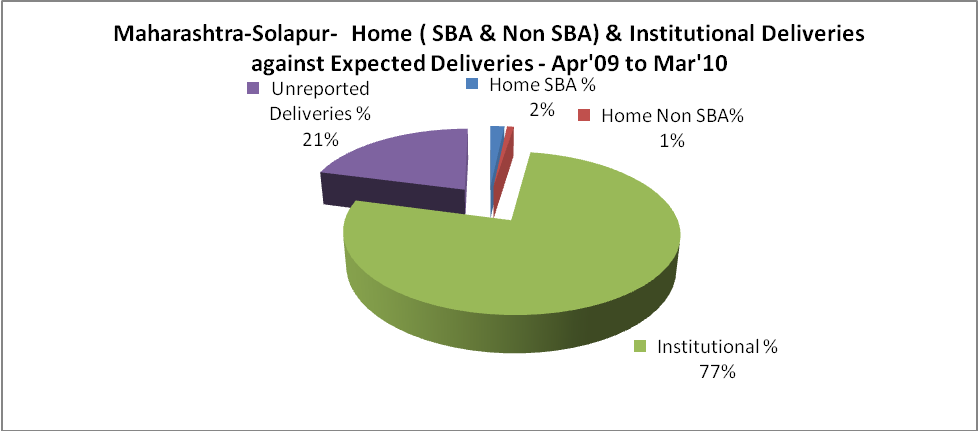 Maharashtra-Solapur- Home ( SBA & Non SBA) & Institutional Deliveries
against Expected Deliveries - Apr'09 to Mar'10
Unreported
Deliveries %
21%
Home SBA %
2%
Home Non SBA%
1%
Institutional %
77%